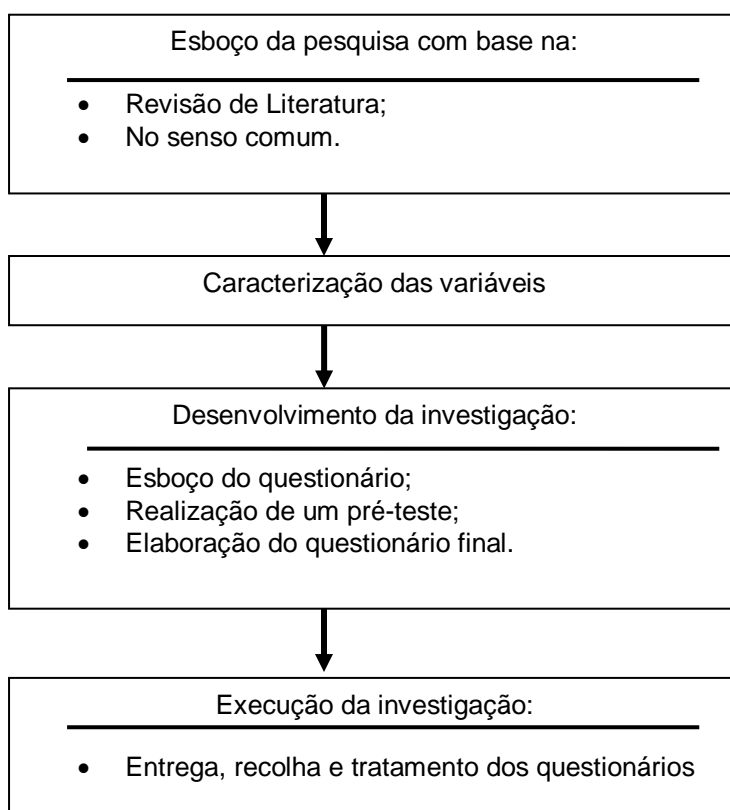 Esboço da pesquisa com base na:
• Revisão de Literatura;
• No senso comum.
Caracterização das variáveis
Desenvolvimento da investigação:
• Esboço do questionário;
• Realização de um pré-teste;
• Elaboração do questionário final.
Execução da investigação:
• Entrega, recolha e tratamento dos questionários